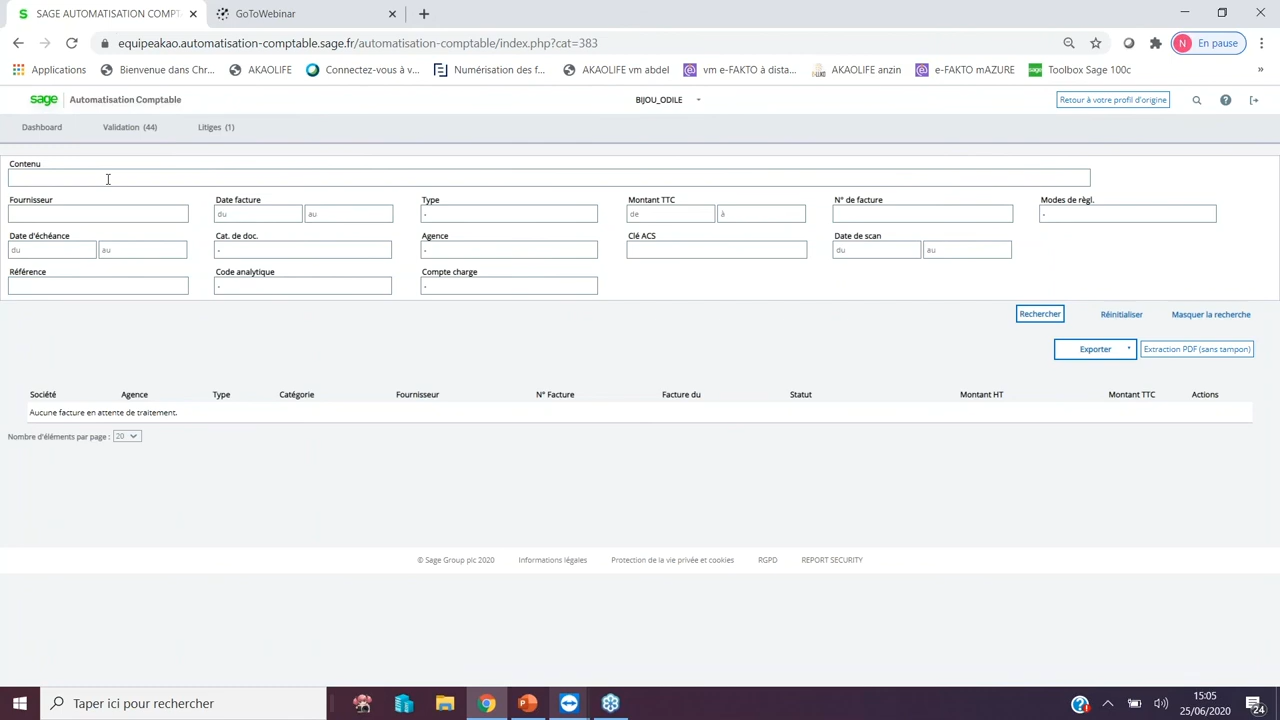 SAGE AUTOMATISATION COMPT
GoToWebinar
equipeakao.automatisation-comptable.sage.fr/automatisation-comptable/index.php?cat=383
N En pause
Applications Bienvenue dans Chr... AKAOLIFE Connectez-vous à v... Numérisation des f... AKAOLIFE vm abdel vm e-FAKTO à dista... AKAOLIFE anzin e-FAKTO mAZURE Toolbox Sage 100c »
sage Automatisation Comptable BIJOU_ODILE Retour à votre profil d'origine
Dashboard Validation (44) Litiges (1)
Contenu
Fournisseur Date facture Type Montant TTC N° de facture Modes de règl.
du au - de à -
Date d'échéance Cat. de doc. Agence Clé ACS Date de scan
du au - - du au
Référence Code analytique Compte charge
- -
Rechercher Réinitialiser Masquer la recherche
Exporter Extraction PDF (sans tampon)
Société Agence Type Catégorie Fournisseur N° Facture Facture du Statut Montant HT Montant TTC Actions
Aucune facture en attente de traitement.
Nombre d'éléments par page : 20
© Sage Group plc 2020 Informations légales Protection de la vie privée et cookies RGPD REPORT SECURITY
Taper ici pour rechercher
15:05
25/06/2020
24